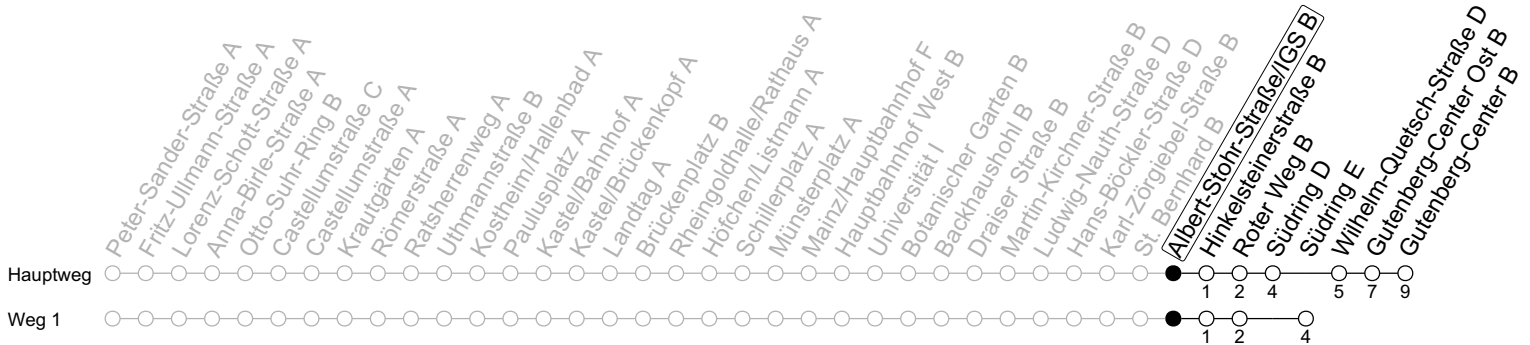 Peter-Sander-Straße A
Fritz-Ullmann-Straße A
Lorenz-Schott-Straße A
Anna-Birle-Straße A
Otto-Suhr-Ring B
Castellumstraße C
Castellumstraße A
Krautgärten A
Römerstraße A
Ratsherrenweg A
Uthmannstraße B
Kostheim/Hallenbad A
Paulusplatz A
Kastel/Bahnhof A
Kastel/Brückenkopf A
Landtag A
Brückenplatz B
Rheingoldhalle/Rathaus A
Höfchen/Listmann A
Schillerplatz A
Münsterplatz A
Mainz/Hauptbahnhof F
Hauptbahnhof West B
Universität I
Botanischer Garten B
Backhaushohl B
Draiser Straße B
Martin-Kirchner-Straße B
Ludwig-Nauth-Straße D
Hans-Böckler-Straße D
Karl-Zörgiebel-Straße B
St. Bernhard B
Albert-Stohr-Straße/IGS B
Hinkelsteinerstraße B
Roter Weg B
Südring D
Südring E
Wilhelm-Quetsch-Straße D
Gutenberg-Center Ost B
Gutenberg-Center B
Hauptweg
1 2 4 5 7 9
Weg 1
1 2 4